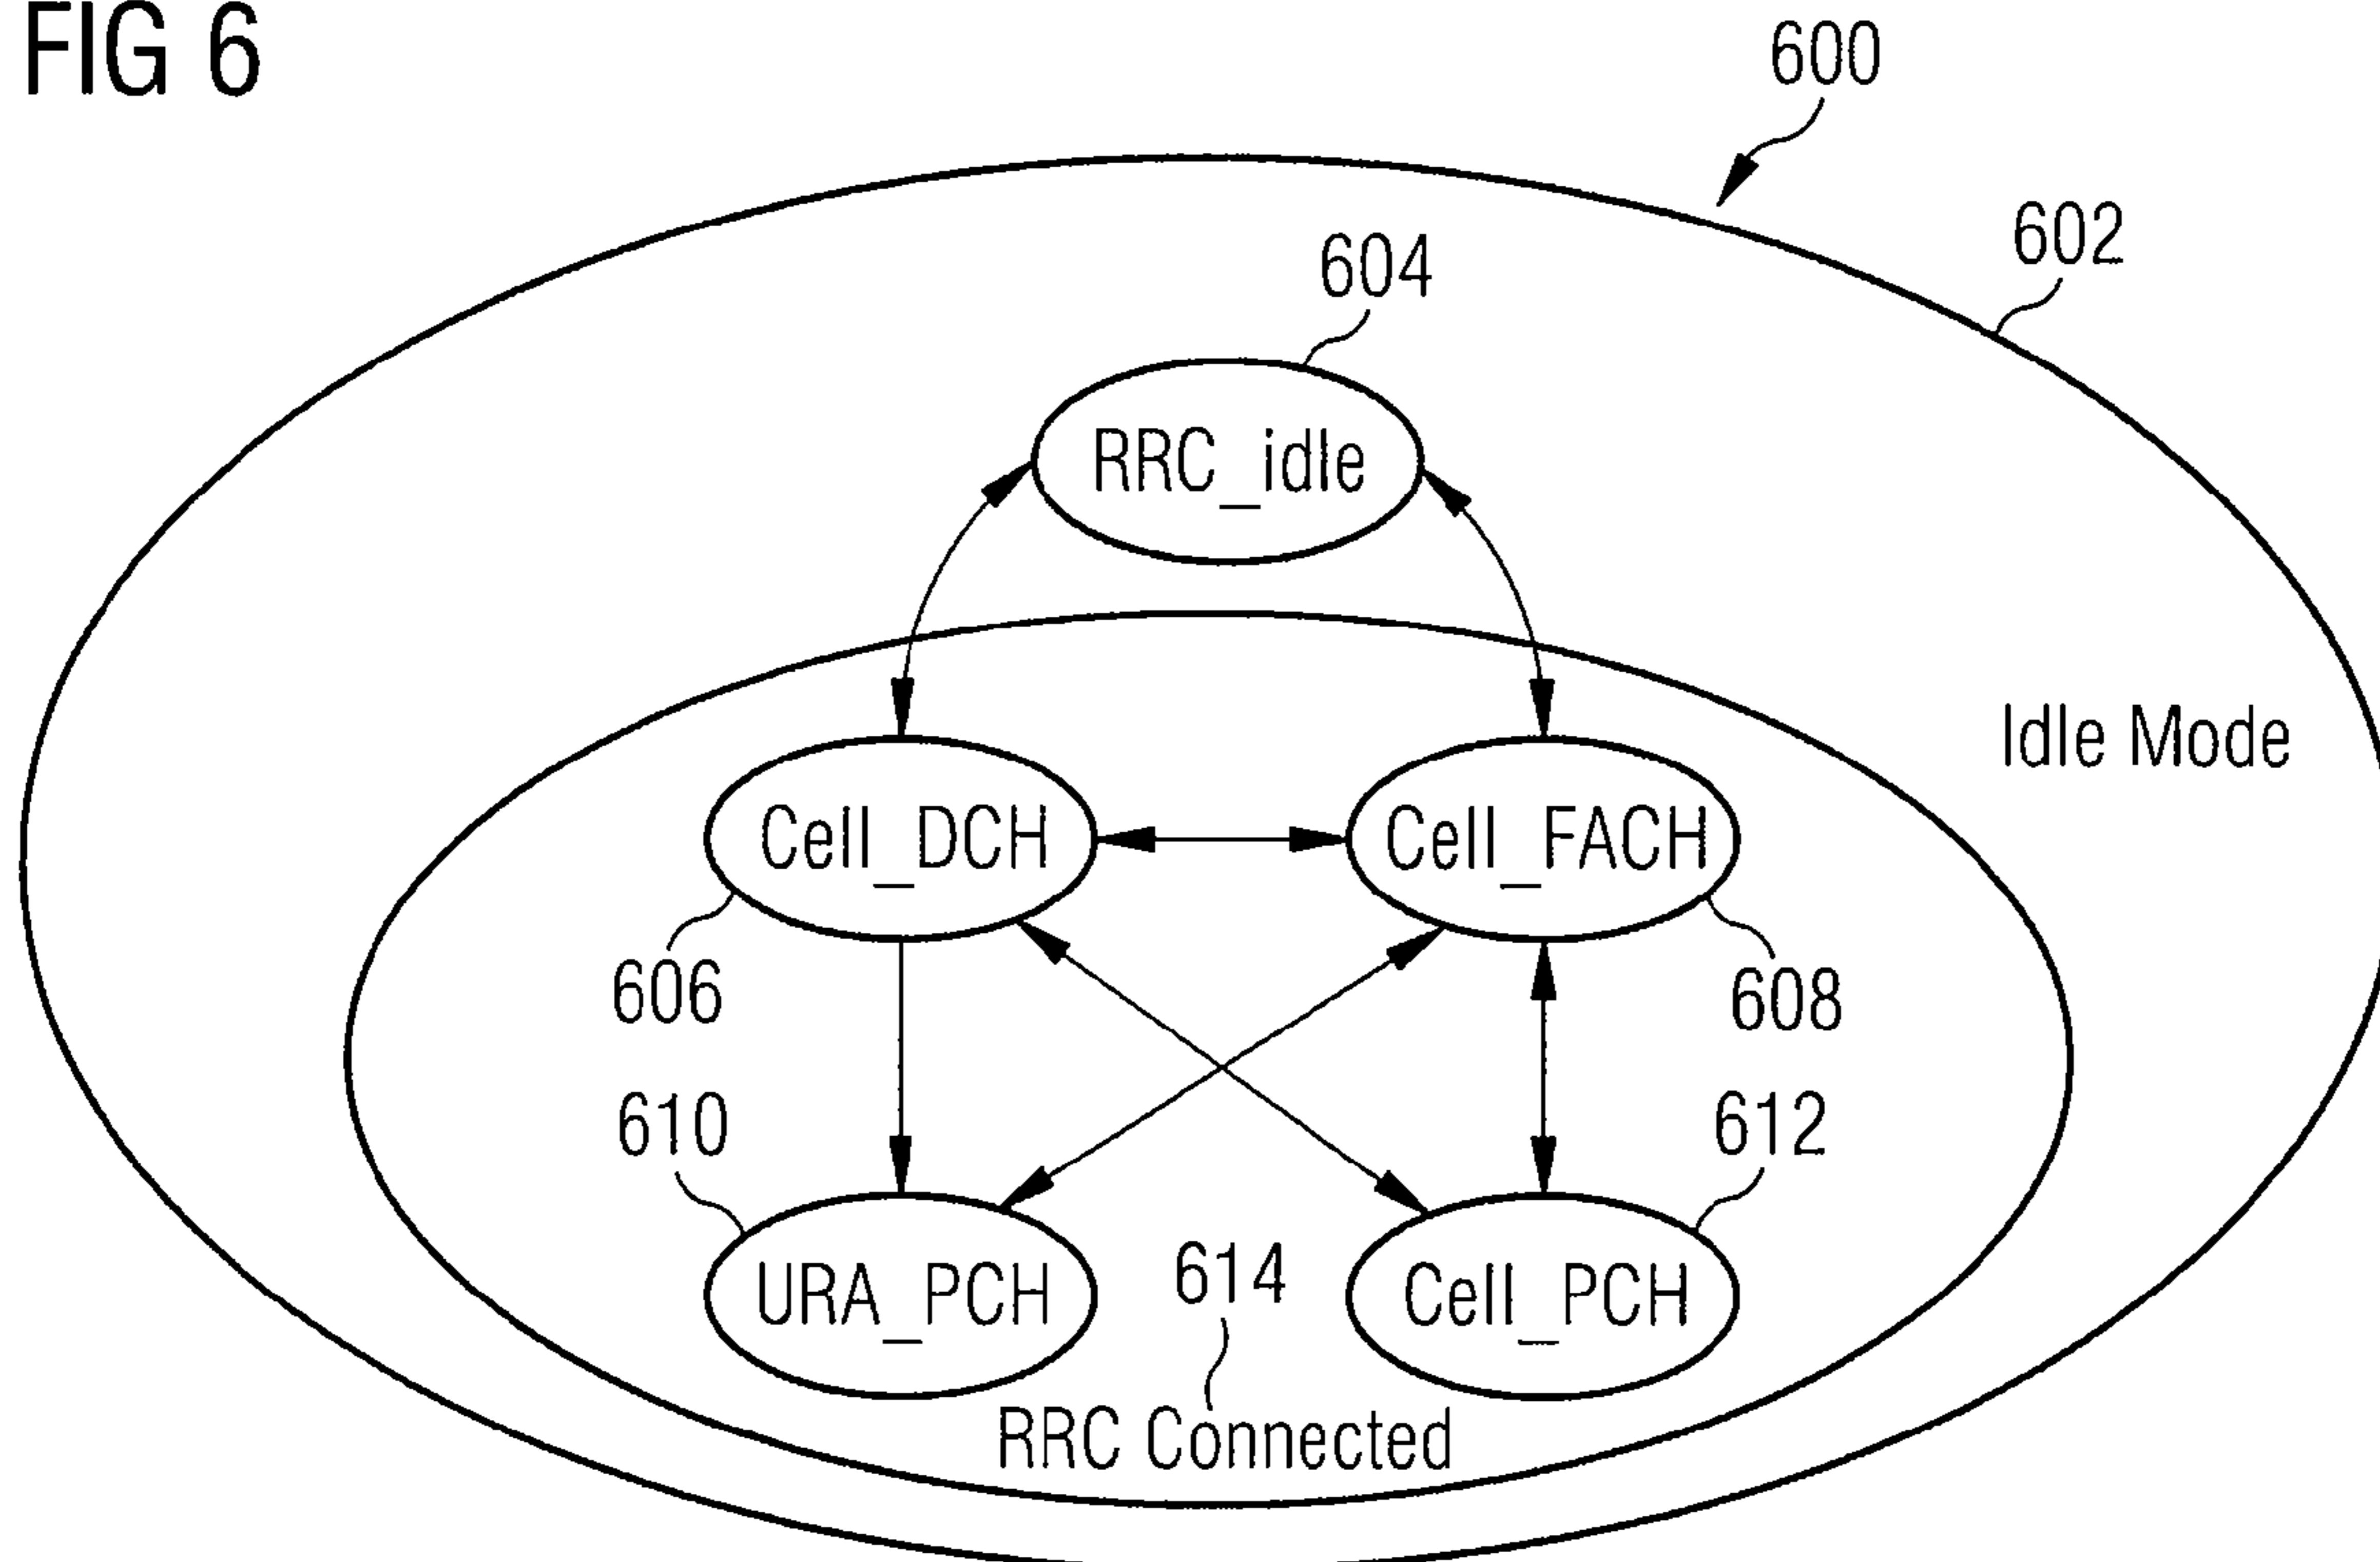 FIG 6
600
602
604
RRC_idle
Idle Mode
Cell_DCH
Cell_FACH
606
608
610
612
URA_PCH
614
Cell_PCH
RRC Connected